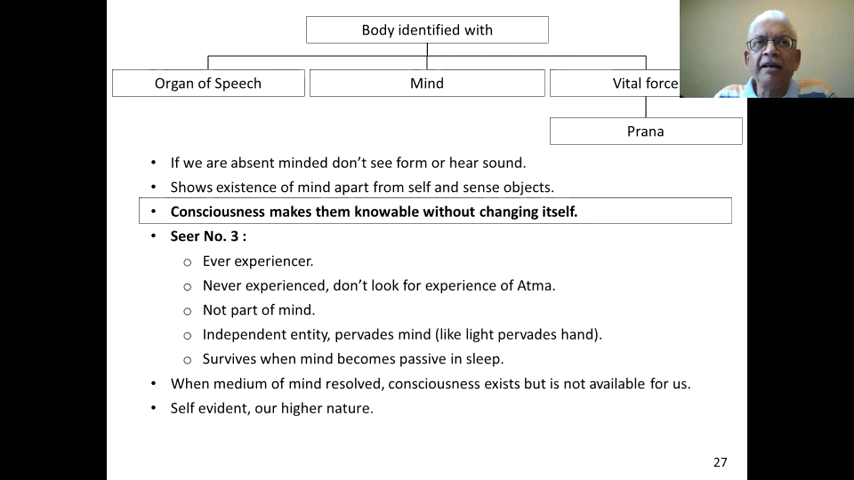 Body identified with
Organ of Speech
Mind
Vital force
Prana
• If we are absent minded don't see form or hear sound.
• Shows existence of mind apart from self and sense objects.
• Consciousness makes them knowable without changing itself.
• Seer No. 3 :
o Ever experiencer.
o Never experienced, don't look for experience of Atma.
o Not part of mind.
o Independent entity, pervades mind (like light pervades hand).
o Survives when mind becomes passive in sleep.
• When medium of mind resolved, consciousness exists but is not available for us.
• Self evident, our higher nature.
27